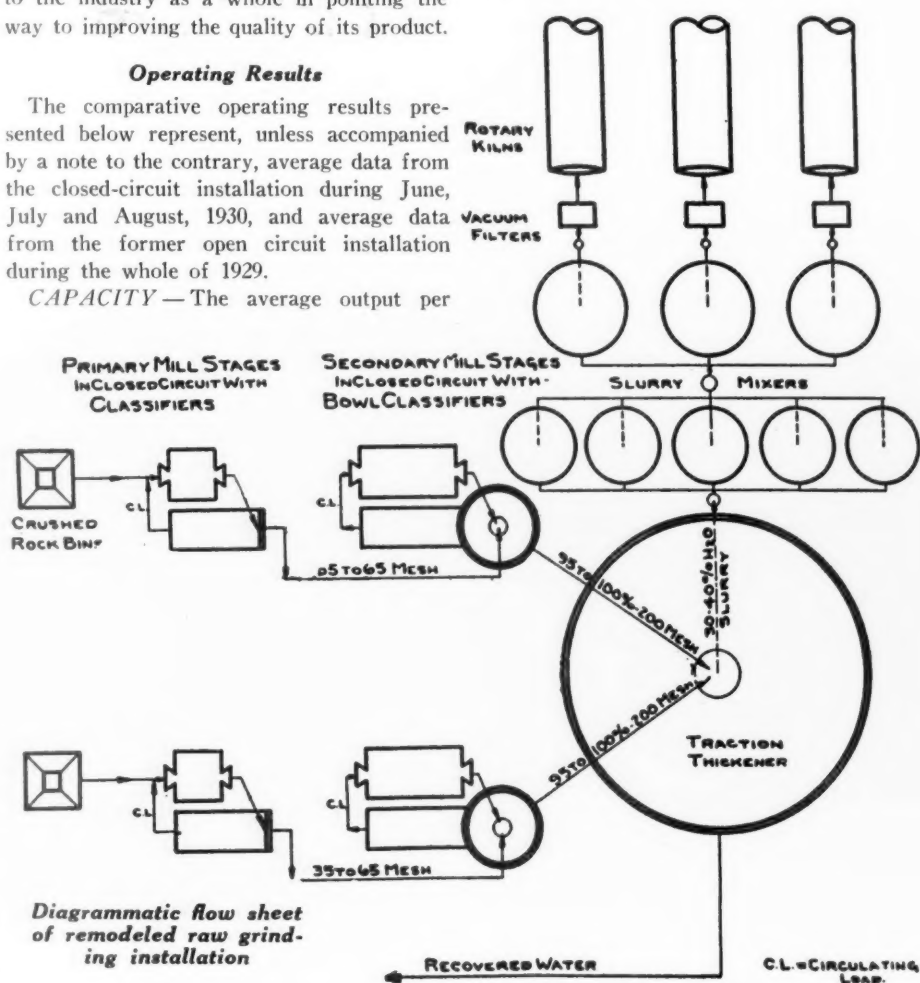 to the industry as a whole in pointing the
way to improving the quality of its product.
Operating Results
The comparative operating results pre-
sented below represent, unless accompanied
by a note to the contrary, average data from
the closed-circuit installation during June,
July and August, 1930, and average data
from the former open circuit installation
during the whole of 1929.
CAPACITY — The average output per
ROTARY
KILNS
VACUUM
FILTERS
SLURRY MIXERS
PRIMARY MILL STAGES
IN CLOSED CIRCUIT WITH
CLASSIFIERS
SECONDARY MILL STAGES
IN CLOSED CIRCUIT WITH-
BOWL CLASSIFIERS
CRUSHED
ROCK BINS
C.L.
C.L.
05 TO 65 MESH
95 TO 100%-200 MESH
30-40% H2O
SLURRY
95 TO 100%-200 MESH
TRACTION
THICKENER
C.L.
C.L.
35 TO 65 MESH
Diagrammatic flow sheet
of remodeled raw grind-
ing installation
RECOVERED WATER
C.L.=CIRCULATING
LOAD.